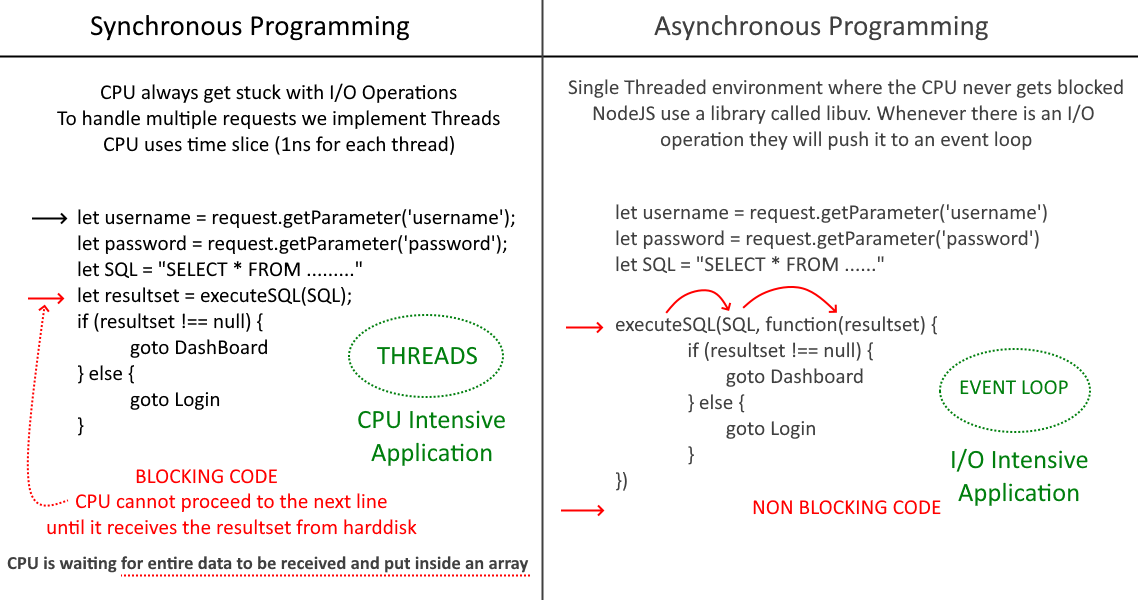 Synchronous Programming
CPU always get stuck with I/O Operations
To handle multiple requests we implement Threads
CPU uses time slice (1ns for each thread)
let username = request.getParameter('username');
let password = request.getParameter('password');
let SQL = "SELECT * FROM ........."
let resultset = executeSQL(SQL);
if (resultset !== null) {
goto DashBoard
} else {
goto Login
}
THREADS
CPU Intensive
Application
BLOCKING CODE
CPU cannot proceed to the next line
until it receives the resultset from harddisk
CPU is waiting for entire data to be received and put inside an array
Asynchronous Programming
Single Threaded environment where the CPU never gets blocked
NodeJS use a library called libuv. Whenever there is an I/O
operation they will push it to an event loop
let username = request.getParameter('username')
let password = request.getParameter('password')
let SQL = "SELECT * FROM ......"
executeSQL(SQL, function(resultset) {
if (resultset !== null) {
goto Dashboard
} else {
goto Login
}
})
EVENT LOOP
I/O Intensive
Application
NON BLOCKING CODE